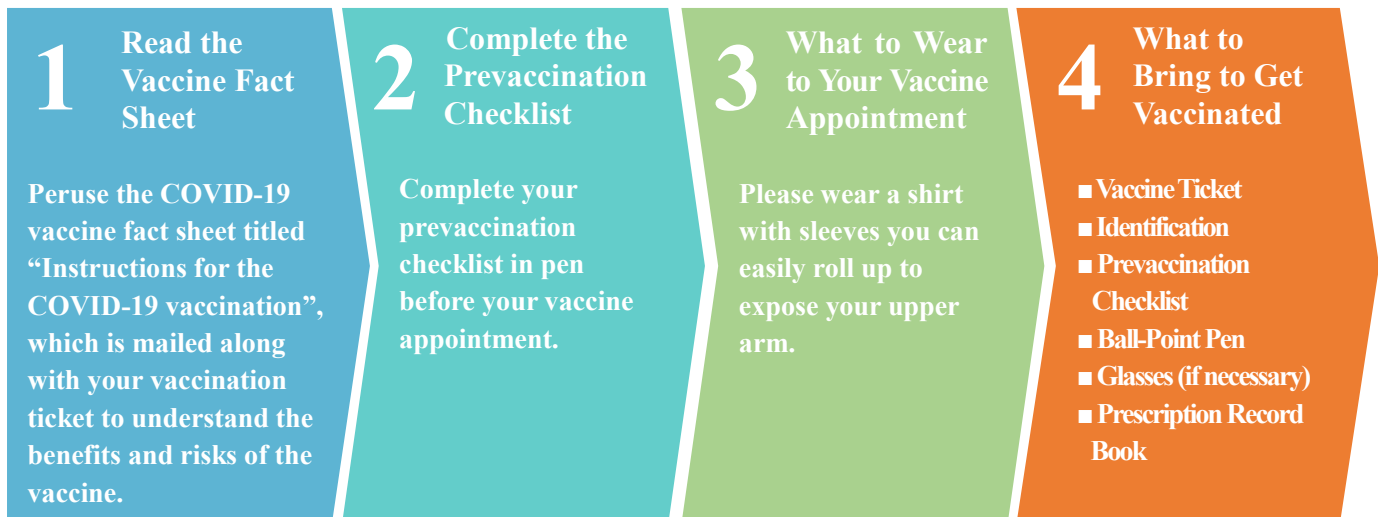 1
Read the
Vaccine Fact
Sheet
Peruse the COVID-19
vaccine fact sheet titled
“Instructions for the
COVID-19 vaccination”,
which is mailed along
with your vaccination
ticket to understand the
benefits and risks of the
vaccine.
2
Complete the
Prevaccination
Checklist
Complete your
prevaccination
checklist in pen
before your vaccine
appointment.
3
What to Wear
to Your Vaccine
Appointment
Please wear a shirt
with sleeves you can
easily roll up to
expose your upper
arm.
4
What to
Bring to Get
Vaccinated
■ Vaccine Ticket
■ Identification
■ Prevaccination
Checklist
■ Ball-Point Pen
■ Glasses (if necessary)
■ Prescription Record
Book